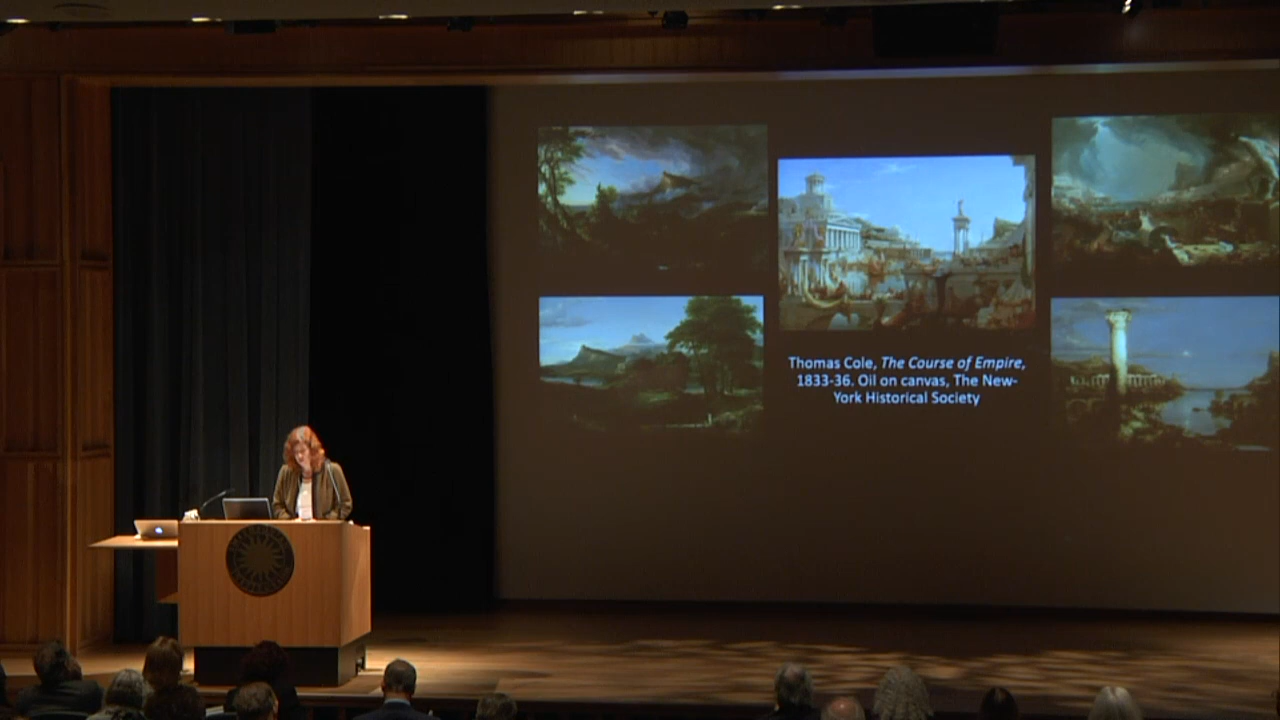 Thomas Cole, The Course of Empire,
1833-36. Oil on canvas, The New-
York Historical Society